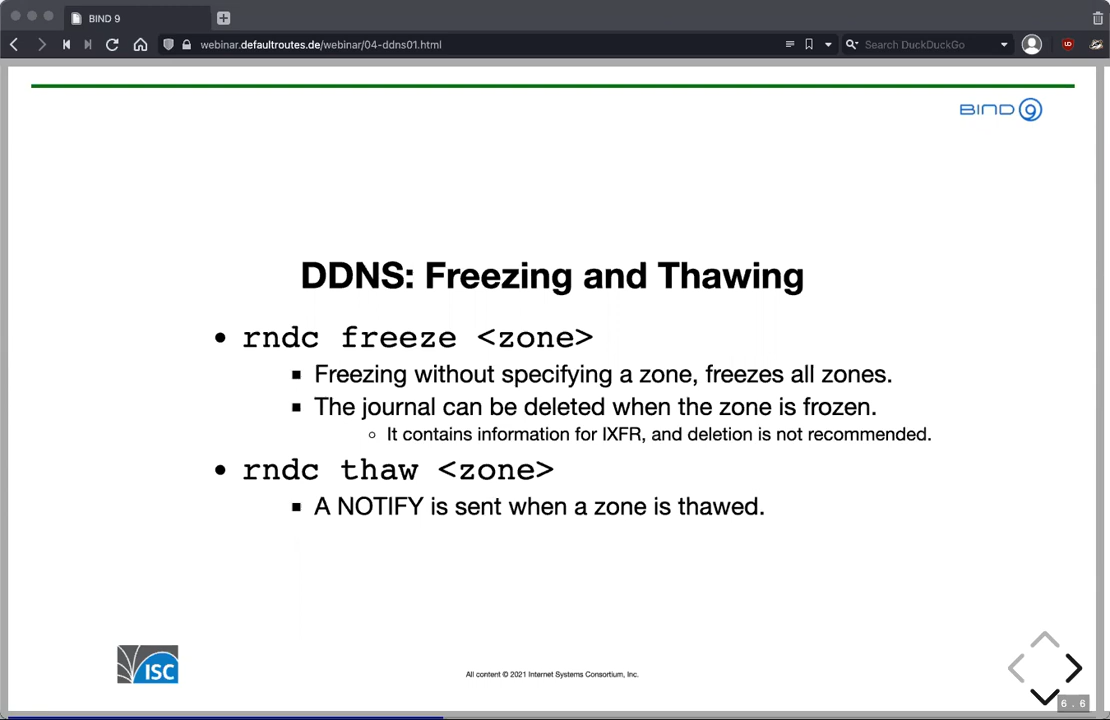 BIND 9
webinar.defaultroutes.de/webinar/04-ddns01.html
Search DuckDuckGo
BIND 9
DDNS: Freezing and Thawing
• rndc freeze <zone>
▪ Freezing without specifying a zone, freezes all zones.
▪ The journal can be deleted when the zone is frozen.
◦ It contains information for IXFR, and deletion is not recommended.
• rndc thaw <zone>
▪ A NOTIFY is sent when a zone is thawed.
ISC
All content © 2021 Internet Systems Consortium, Inc.
6 . 6